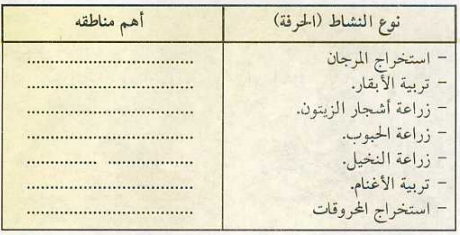 نوع النشاط (الحرفة) أهم مناطقه
- استخراج المرجان ..............................
- تربية الأبقار. ..............................
- زراعة أشجار الزيتون. ..............................
- زراعة الحبوب. ..............................
- زراعة النخيل. ................ .............
- تربية الأغنام. ..............................
- استخراج المحروقات ..............................